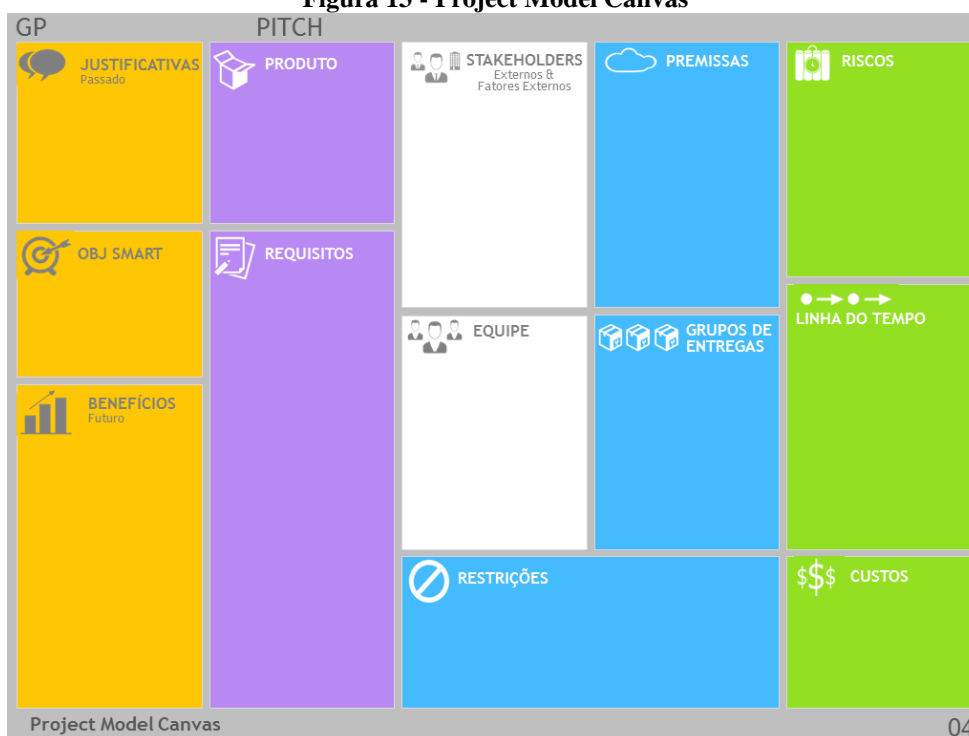 Figura 15 - Project Model Canvas
GP
PITCH
JUSTIFICATIVAS
Passado
PRODUTO
STAKEHOLDERS
Externos &
Fatores Externos
PREMISSAS
RISCOS
OBJ SMART
REQUISITOS
LINHA DO TEMPO
EQUIPE
GRUPOS DE
ENTREGAS
BENEFÍCIOS
Futuro
RESTRIÇÕES
$$$ CUSTOS
Project Model Canvas
04